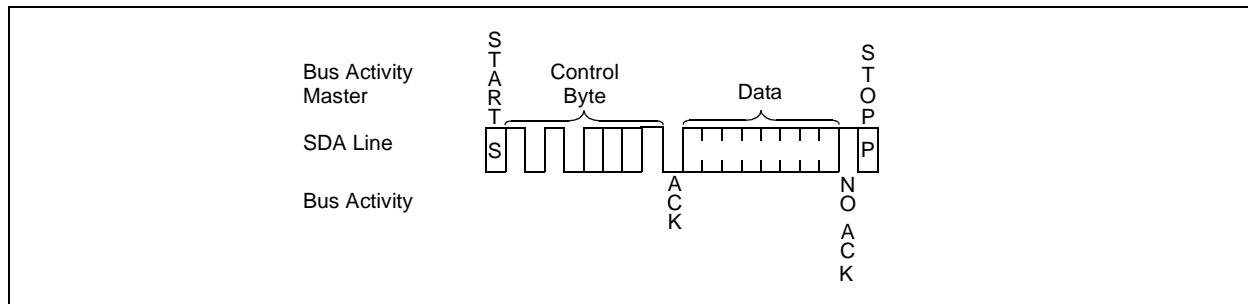 Bus Activity
Master
SDA Line
Bus Activity
START
Control
Byte
Data
STOP
S
P
ACK
NO ACK